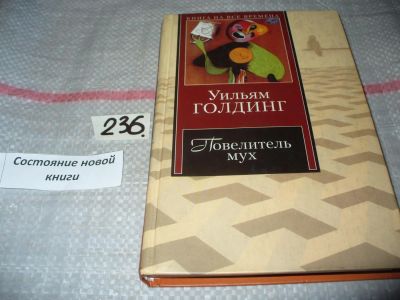 КНИГА НА ВСЕ ВРЕМЕНА
Уильям
ГОЛДИНГ
Повелитель
мух
236.
Состояние новой
книги